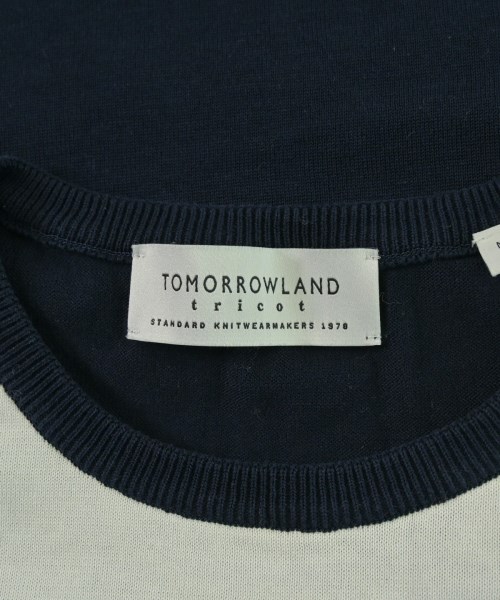 TOMORROWLAND
tricot
STANDARD KNITWEARMAKERS 1978